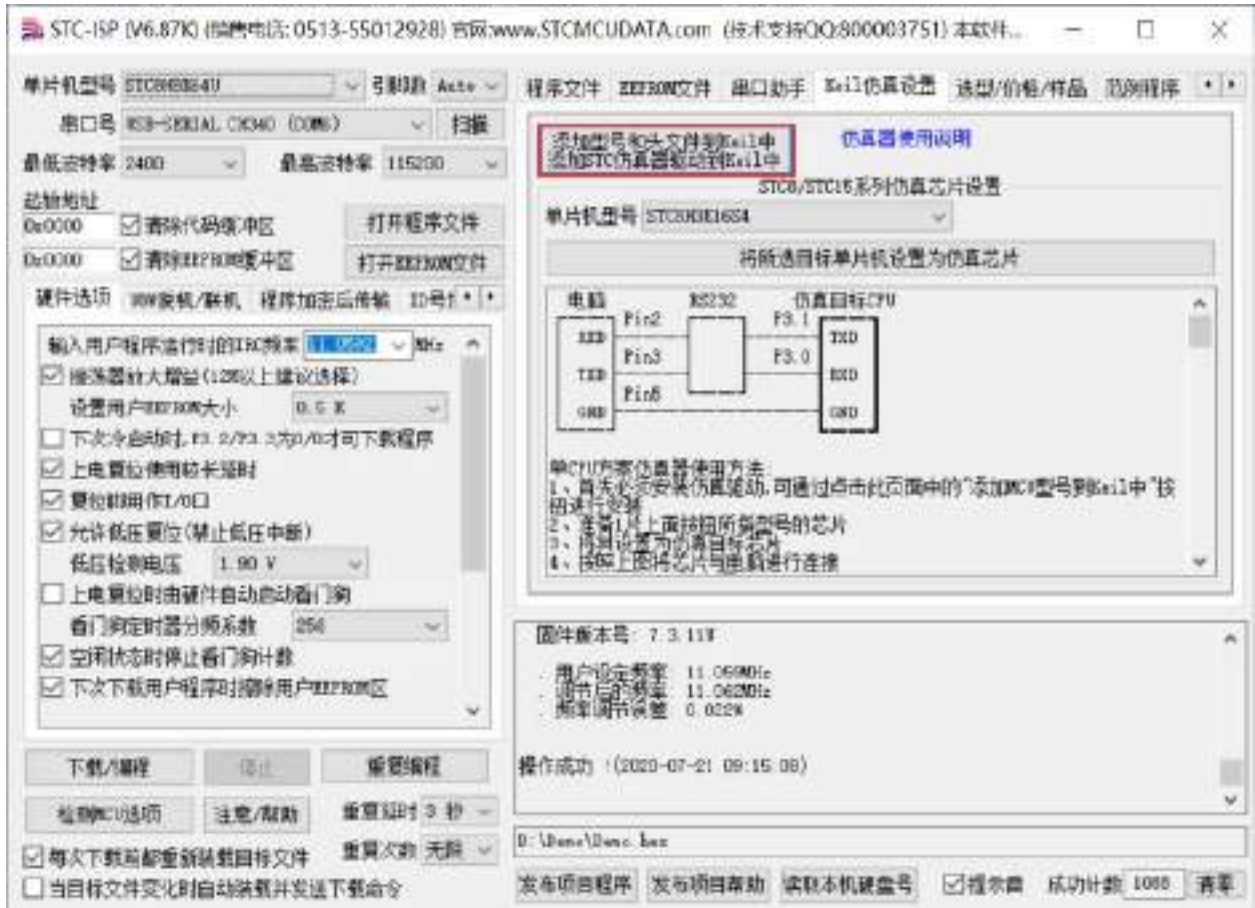 STC-ISP (V6.87K) (销售电话: 0513-55012928) 官网:www.STCMCUDATA.com (技术支持QQ:800003751) 本软件...
单片机型号 STC8H8K64U 引脚数 Auto
程序文件 EEPROM文件 串口助手 Keil仿真设置 选型/价格/样品 范例程序
串口号 USB-SERIAL CH340 (COM6) 扫描
最低波特率 2400 最高波特率 115200
起始地址
0x0000 清除代码缓冲区 打开程序文件
0x0000 清除EEPROM缓冲区 打开EEPROM文件
硬件选项 脱机/联机 程序加密后传输 ID号
输入用户程序运行时的IRC频率 MHz
振荡器放大增益(12M以上建议选择)
设置用户EEPROM大小 0.5 K
下次冷启动时,P3.2/P3.3为0/0才可下载程序
上电复位使用较长延时
复位脚用作I/O口
允许低压复位(禁止低压中断)
低压检测电压 1.90 V
上电复位时由硬件自动启动看门狗
看门狗定时器分频系数 256
空闲状态时停止看门狗计数
下次下载用户程序时擦除用户EEPROM区
下载/编程 停止 重复编程
检测MCU选项 注意/帮助 重复延时 3 秒
重复次数 无限
每次下载前都重新装载目标文件
当目标文件变化时自动装载并发送下载命令
添加型号和头文件到Keil中
添加STC仿真器驱动到Keil中
仿真器使用说明
STC8/STC15系列仿真芯片设置
单片机型号
将所选目标单片机设置为仿真芯片
电脑 RS232 仿真目标CPU
RXD Pin2 P3.1 TXD
TXD Pin3 P3.0 RXD
GND Pin5 GND
单CPU方案仿真器使用方法:
1、首先必须安装仿真驱动,可通过点击此页面中的"添加MCU型号到Keil中"按
钮进行安装
2、准备1片上面按扭所指型号的芯片
3、将其设置为仿真目标芯片
4、按照上图将芯片与电脑进行连接
固件版本号: 7.3.11U
. 用户设定频率: 11.059MHz
. 调节后的频率: 11.062MHz
. 频率调节误差: 0.022%
操作成功 !(2020-07-21 09:15:08)
D:\Demo\Demo.hex
发布项目程序 发布项目帮助 读取本机硬盘号 提示音 成功计数 1088 清零